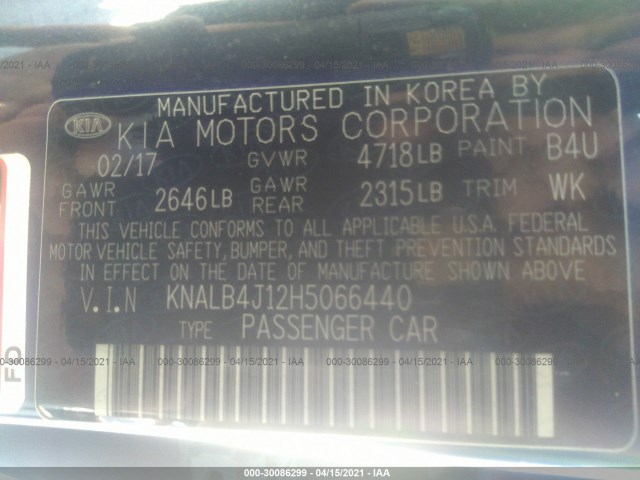 MANUFACTURED IN KOREA BY
KIA KIA MOTORS CORPORATION
02/17 GVWR 4718LB PAINT B4U
GAWR FRONT 2646LB GAWR REAR 2315LB TRIM WK
THIS VEHICLE CONFORMS TO ALL APPLICABLE U.S.A. FEDERAL
MOTOR VEHICLE SAFETY, BUMPER, AND THEFT PREVENTION STANDARDS
IN EFFECT ON THE DATE OF MANUFACTURE SHOWN ABOVE.
V.I.N KNALB4J12H5066440
TYPE PASSENGER CAR
000-30086299 - 04/15/2021 - IAA